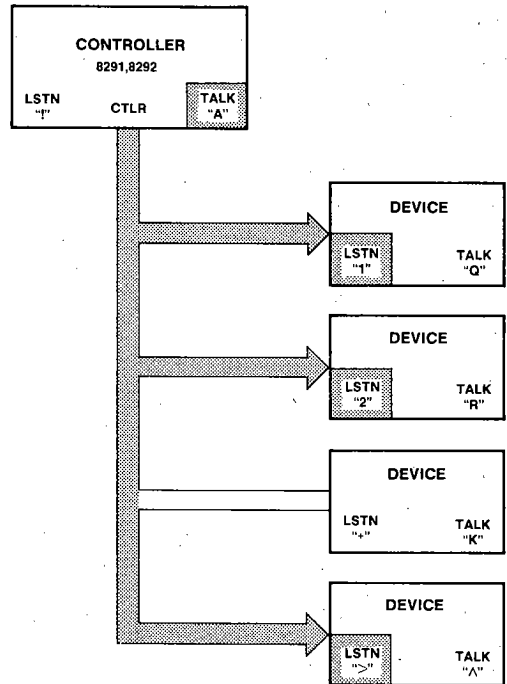 CONTROLLER
8291,8292
LSTN
"!"
CTLR
TALK
"A"
DEVICE
LSTN
"1"
TALK
"Q"
DEVICE
LSTN
"2"
TALK
"R"
DEVICE
LSTN
"+"
TALK
"K"
DEVICE
LSTN
">"
TALK
"^"